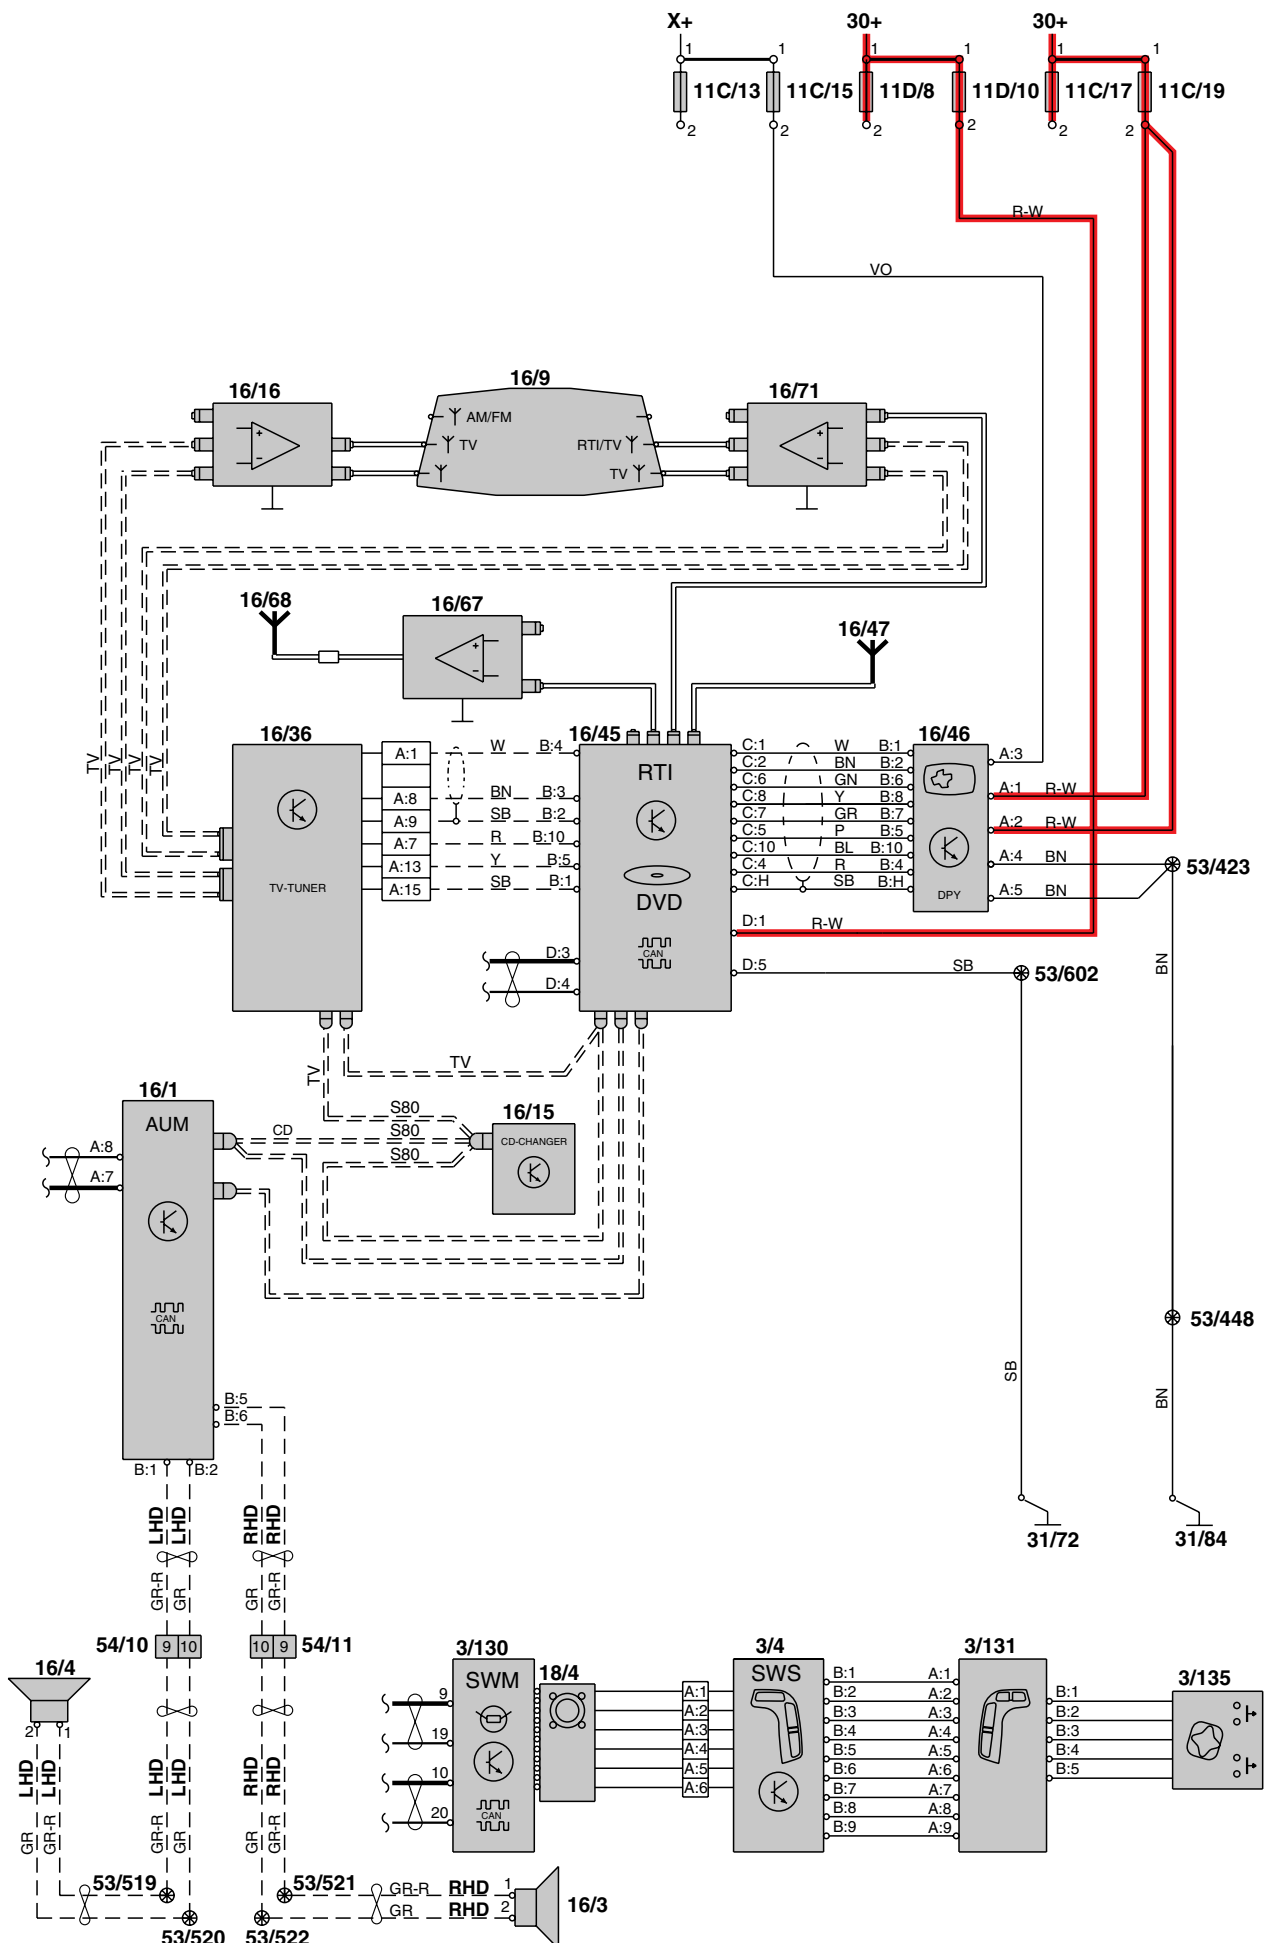 X+ 30+ 30+
1 1 1 1 1 1
11C/13 11C/15 11D/8 11D/10 11C/17 11C/19
2 2 2 2 2 2
R-W
VO
16/16 16/9 16/71
AM/FM
TV RTI/TV
TV
+ - + -
16/68 16/67 16/47
+ -
16/36 16/45 16/46
TV TV TV TV
A:1 W B:4
A:8 BN B:3
A:9 SB B:2
A:7 R B:10
A:13 Y B:5
A:15 SB B:1
TV-TUNER
RTI
DVD
CAN
C:1 W B:1
C:2 BN B:2
C:6 GN B:6
C:8 Y B:8
C:7 GR B:7
C:5 P B:5
C:10 BL B:10
C:4 R B:4
C:H SB B:H
DPY
A:3
A:1 R-W
A:2 R-W
A:4 BN
A:5 BN
53/423
D:1 R-W
D:3
D:4
D:5 SB
53/602
BN
TV
TV
16/1
AUM
A:8
A:7
CAN
CD
S80
S80
S80
16/15
CD-CHANGER
53/448
SB
BN
B:5
B:6
B:1 B:2
31/72 31/84
LHD LHD RHD RHD
GR-R GR GR GR-R
54/10 9 10 10 9 54/11
16/4
2 1
LHD LHD LHD LHD RHD RHD
GR GR-R GR-R GR GR GR-R
53/519 53/521
53/520 53/522
GR-R RHD 1
GR RHD 2
16/3
3/130 18/4 3/4 3/131 3/135
SWM
9
19
10
20
CAN
A:1
A:2
A:3
A:4
A:5
A:6
SWS
B:1 A:1
B:2 A:2
B:3 A:3
B:4 A:4
B:5 A:5
B:6 A:6
B:7 A:7
B:8 A:8
B:9 A:9
B:1
B:2
B:3
B:4
B:5